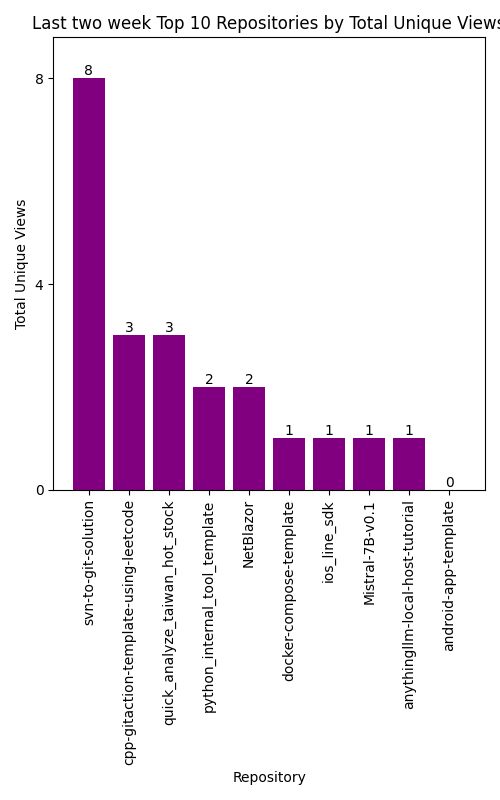 Last two week Top 10 Repositories by Total Unique Views
8
4
0
Total Unique Views
8
3
3
2
2
1
1
1
1
0
svn-to-git-solution
cpp-gitaction-template-using-leetcode
quick_analyze_taiwan_hot_stock
python_internal_tool_template
NetBlazor
docker-compose-template
ios_line_sdk
Mistral-7B-v0.1
anythingllm-local-host-tutorial
android-app-template
Repository